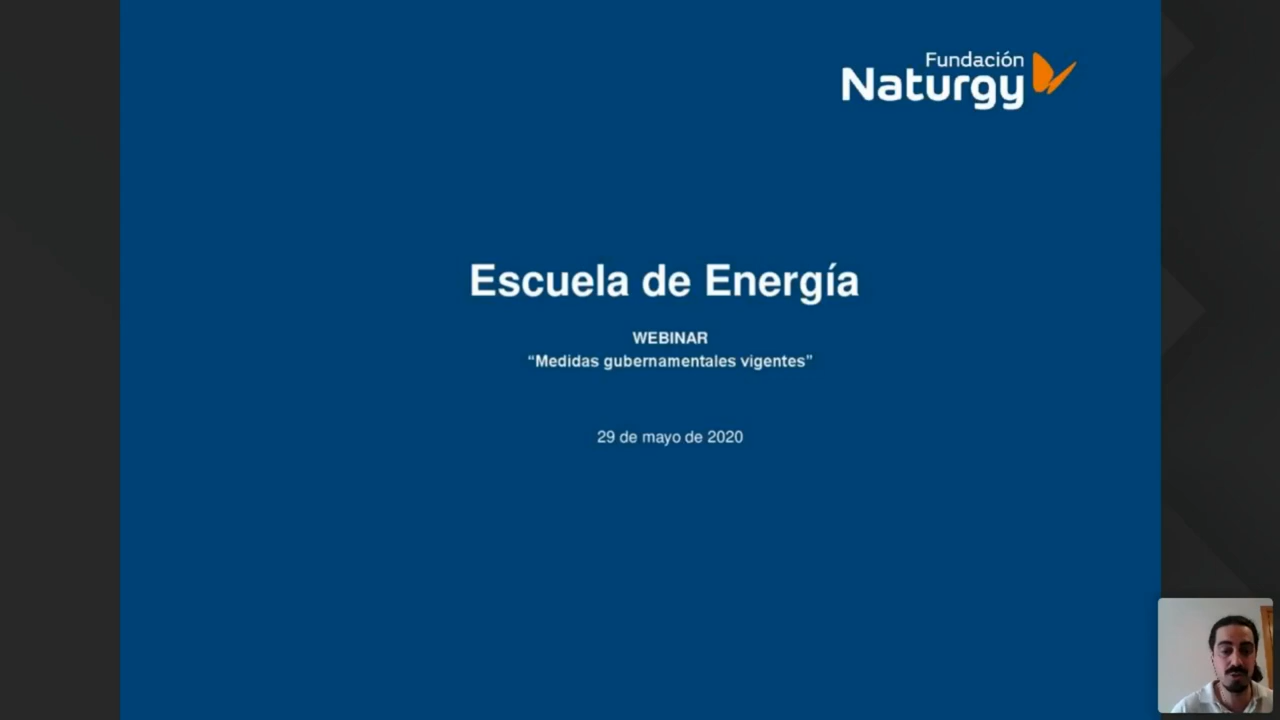 Fundación
Naturgy
Escuela de Energía
WEBINAR
“Medidas gubernamentales vigentes”
29 de mayo de 2020